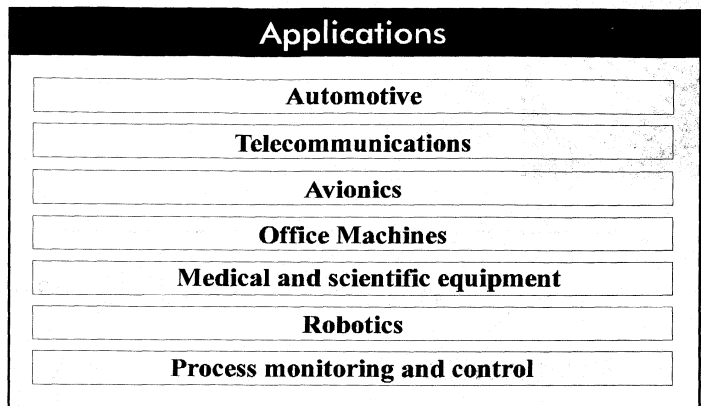 Applications
Automotive
Telecommunications
Avionics
Office Machines
Medical and scientific equipment
Robotics
Process monitoring and control